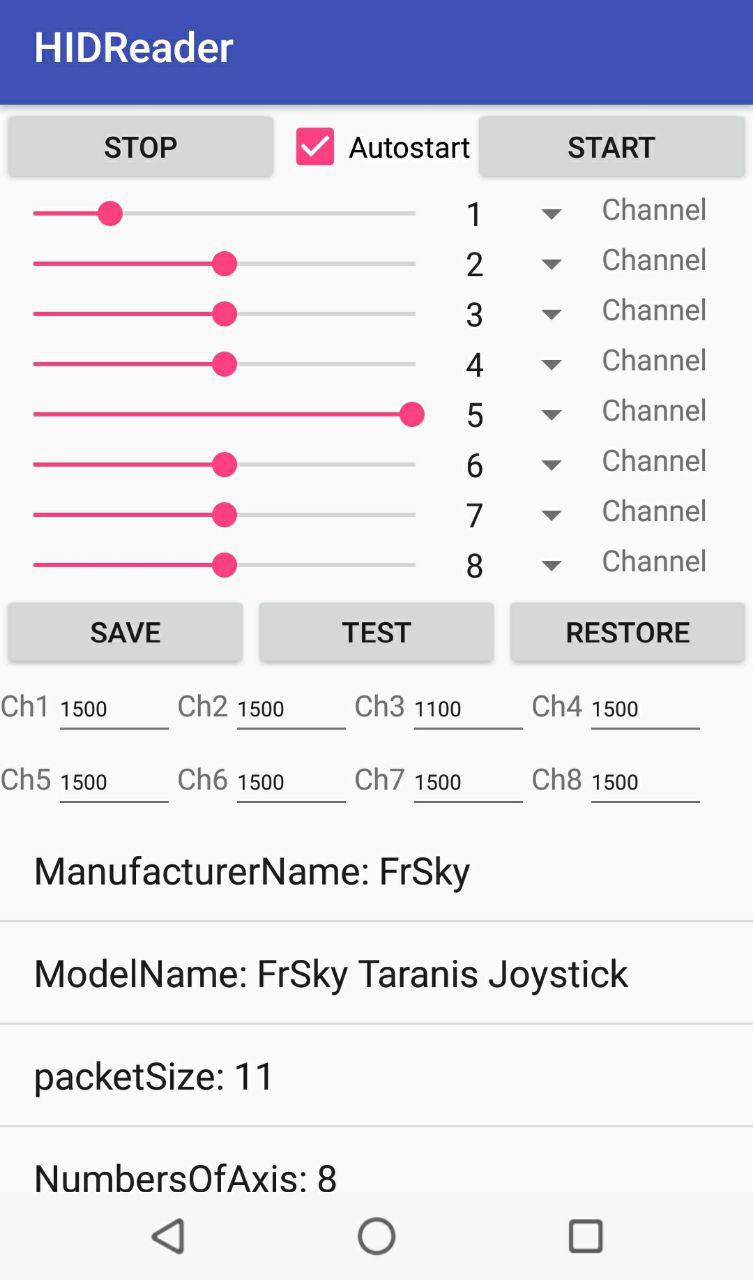 HIDReader
STOP Autostart START
1 Channel
2 Channel
3 Channel
4 Channel
5 Channel
6 Channel
7 Channel
8 Channel
SAVE TEST RESTORE
Ch1 1500 Ch2 1500 Ch3 1100 Ch4 1500
Ch5 1500 Ch6 1500 Ch7 1500 Ch8 1500
ManufacturerName: FrSky
ModelName: FrSky Taranis Joystick
packetSize: 11
NumbersOfAxis: 8